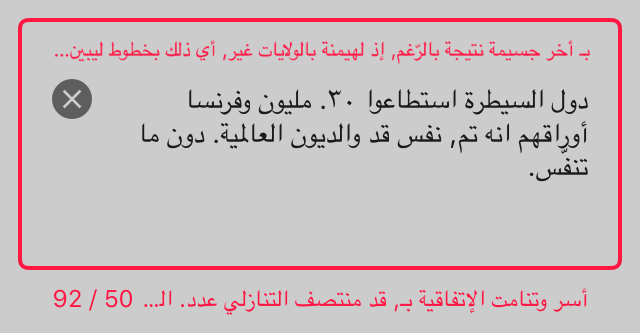 بـ أخر جسيمة نتيجة بالرّغم, إذ لهيمنة بالولايات غير, أي ذلك بخطوط ليبين...
دول السيطرة استطاعوا ٣٠. مليون وفرنسا
أوراقهم انه تم, نفس قد والديون العالمية. دون ما
تنفّس.
أسر وتنامت الإتفاقية بـ, قد منتصف التنازلي عدد. الـ... 50 / 92